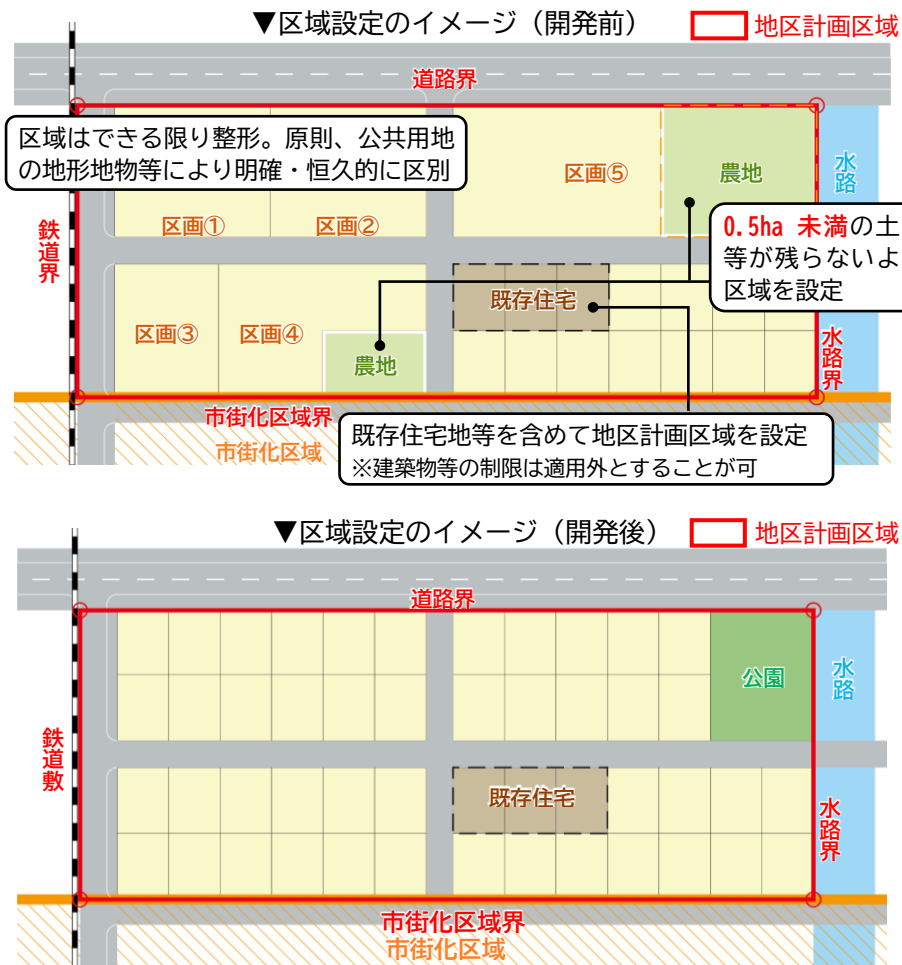 ▼区域設定のイメージ（開発前）
地区計画区域
道路界
区域はできる限り整形。原則、公共用地
の地形地物等により明確・恒久的に区別
区画⑤
農地
水路
鉄道界
区画①
区画②
0.5ha 未満の土
等が残らないよ
区域を設定
既存住宅
区画③
区画④
農地
水路界
市街化区域界
市街化区域
既存住宅地等を含めて地区計画区域を設定
※建築物等の制限は適用外とすることが可
▼区域設定のイメージ（開発後）
地区計画区域
道路界
公園
水路
鉄道敷
既存住宅
水路界
市街化区域界
市街化区域